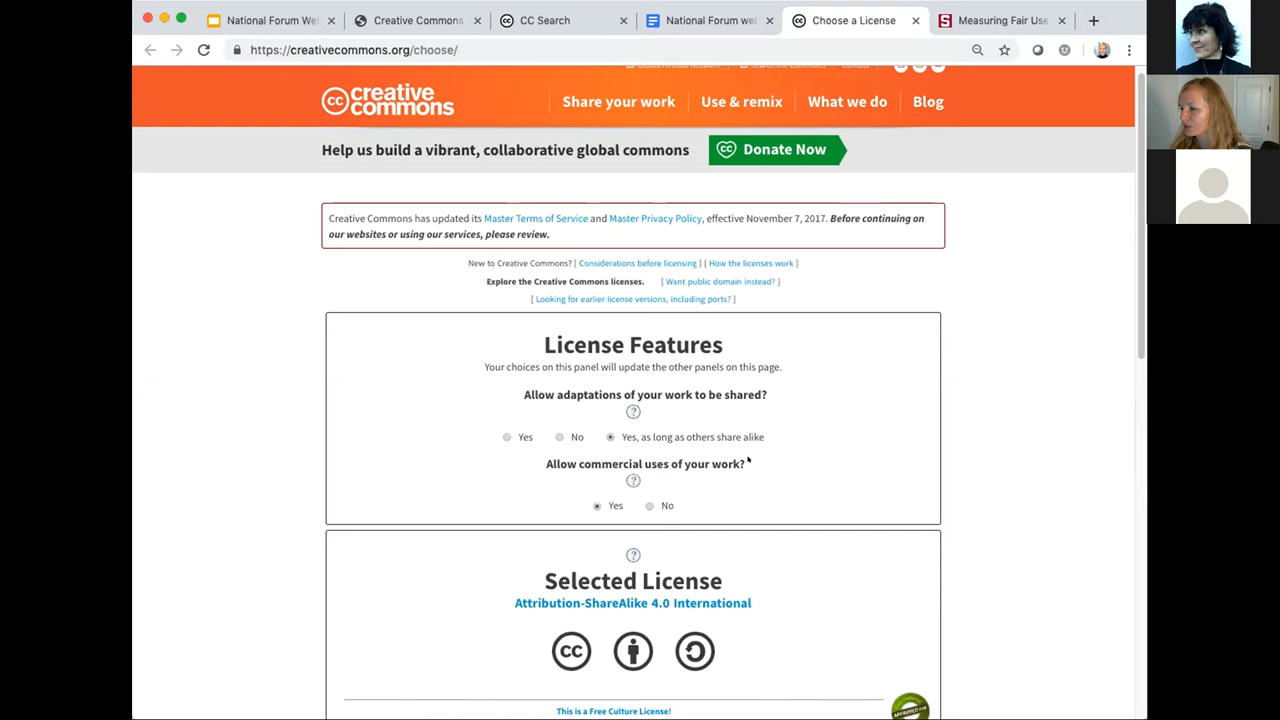 National Forum Wel
Creative Commons
CC Search
National Forum wel
Choose a License
Measuring Fair Use
https://creativecommons.org/choose/
creative commons
Share your work
Use & remix
What we do
Blog
Help us build a vibrant, collaborative global commons
Donate Now
Creative Commons has updated its Master Terms of Service and Master Privacy Policy, effective November 7, 2017. Before continuing on
our websites or using our services, please review.
New to Creative Commons? [ Considerations before licensing ] [ How the licenses work ]
Explore the Creative Commons licenses. [ Want public domain instead? ]
[ Looking for earlier license versions, including ports? ]
License Features
Your choices on this panel will update the other panels on this page.
Allow adaptations of your work to be shared?
?
Yes No Yes, as long as others share alike
Allow commercial uses of your work?
?
Yes No
?
Selected License
Attribution-ShareAlike 4.0 International
cc
This is a Free Culture License!